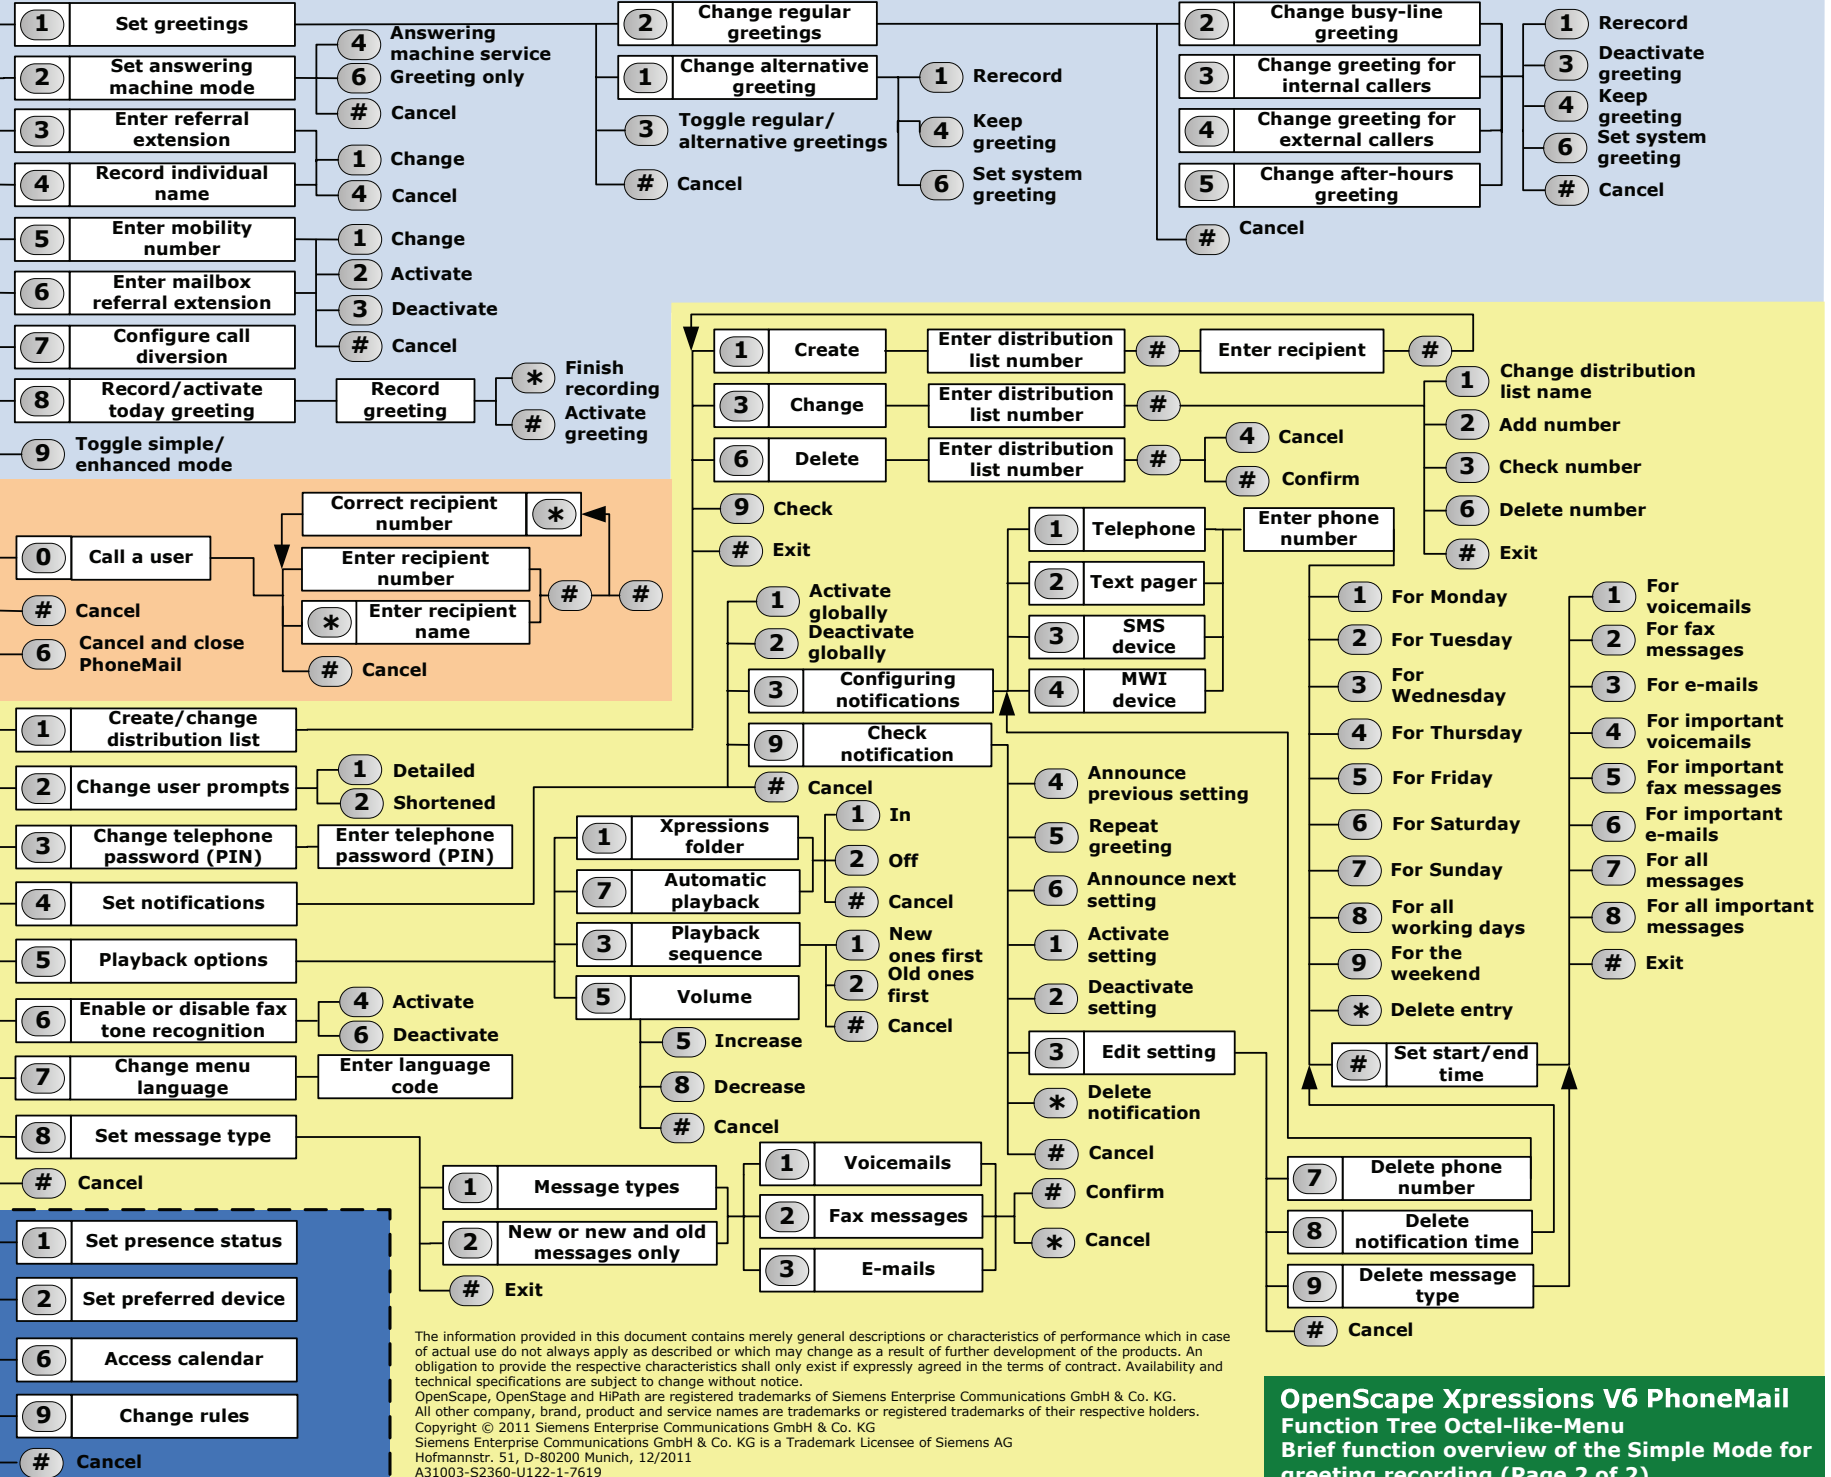 1 Set greetings
2 Set answering
machine mode
3 Enter referral
extension
4 Record individual
name
5 Enter mobility
number
6 Enter mailbox
referral extension
7 Configure call
diversion
8 Record/activate
today greeting
9 Toggle simple/
enhanced mode
4 Answering
machine service
6 Greeting only
# Cancel
1 Change
4 Cancel
1 Change
2 Activate
3 Deactivate
# Cancel
Record
greeting
* Finish
recording
# Activate
greeting
2 Change regular
greetings
1 Change alternative
greeting
3 Toggle regular/
alternative greetings
# Cancel
1 Rerecord
4 Keep
greeting
6 Set system
greeting
2 Change busy-line
greeting
3 Change greeting for
internal callers
4 Change greeting for
external callers
5 Change after-hours
greeting
# Cancel
1 Rerecord
3 Deactivate
greeting
4 Keep
greeting
6 Set system
greeting
# Cancel
0 Call a user
# Cancel
6 Cancel and close
PhoneMail
Correct recipient
number *
Enter recipient
number
* Enter recipient
name
# Cancel
# #
1 Create/change
distribution list
2 Change user prompts
3 Change telephone
password (PIN)
4 Set notifications
5 Playback options
6 Enable or disable fax
tone recognition
7 Change menu
language
8 Set message type
# Cancel
1 Detailed
2 Shortened
Enter telephone
password (PIN)
4 Activate
6 Deactivate
Enter language
code
1 Create Enter distribution
list number # Enter recipient #
3 Change Enter distribution
list number #
6 Delete Enter distribution
list number #
9 Check
# Exit
4 Cancel
# Confirm
1 Change distribution
list name
2 Add number
3 Check number
6 Delete number
# Exit
1 Activate
globally
2 Deactivate
globally
3 Configuring
notifications
9 Check
notification
# Cancel
1 Telephone
2 Text pager
3 SMS
device
4 MWI
device
Enter phone
number
1 For Monday
2 For Tuesday
3 For
Wednesday
4 For Thursday
5 For Friday
6 For Saturday
7 For Sunday
8 For all
working days
9 For the
weekend
* Delete entry
# Set start/end
time
1 For
voicemails
2 For fax
messages
3 For e-mails
4 For important
voicemails
5 For important
fax messages
6 For important
e-mails
7 For all
messages
8 For all important
messages
# Exit
1 Xpressions
folder
7 Automatic
playback
3 Playback
sequence
5 Volume
1 In
2 Off
# Cancel
1 New
ones first
2 Old ones
first
# Cancel
5 Increase
8 Decrease
# Cancel
4 Announce
previous setting
5 Repeat
greeting
6 Announce next
setting
1 Activate
setting
2 Deactivate
setting
3 Edit setting
* Delete
notification
# Cancel
7 Delete phone
number
8 Delete
notification time
9 Delete message
type
# Cancel
1 Message types
2 New or new and old
messages only
# Exit
1 Voicemails
2 Fax messages
3 E-mails
# Confirm
* Cancel
1 Set presence status
2 Set preferred device
6 Access calendar
9 Change rules
# Cancel
The information provided in this document contains merely general descriptions or characteristics of performance which in case
of actual use do not always apply as described or which may change as a result of further development of the products. An
obligation to provide the respective characteristics shall only exist if expressly agreed in the terms of contract. Availability and
technical specifications are subject to change without notice.
OpenScape, OpenStage and HiPath are registered trademarks of Siemens Enterprise Communications GmbH & Co. KG.
All other company, brand, product and service names are trademarks or registered trademarks of their respective holders.
Copyright © 2011 Siemens Enterprise Communications GmbH & Co. KG
Siemens Enterprise Communications GmbH & Co. KG is a Trademark Licensee of Siemens AG
Hofmannstr. 51, D-80200 Munich, 12/2011
A31003-S2360-U122-1-7619
OpenScape Xpressions V6 PhoneMail
Function Tree Octel-like-Menu
Brief function overview of the Simple Mode for
greeting recording (Page 2 of 2)